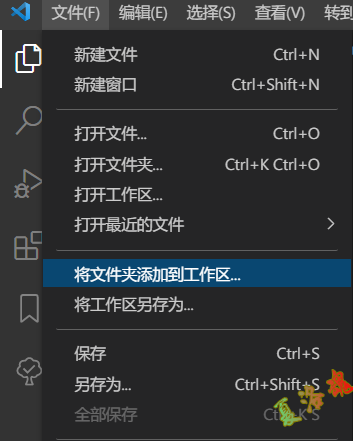 文件(F) 编辑(E) 选择(S) 查看(V) 转到
新建文件 Ctrl+N
新建窗口 Ctrl+Shift+N
打开文件... Ctrl+O
打开文件夹... Ctrl+K Ctrl+O
打开工作区...
打开最近的文件
将文件夹添加到工作区...
将工作区另存为...
保存 Ctrl+S
另存为... Ctrl+Shift+S
全部保存 Ctrl+K S